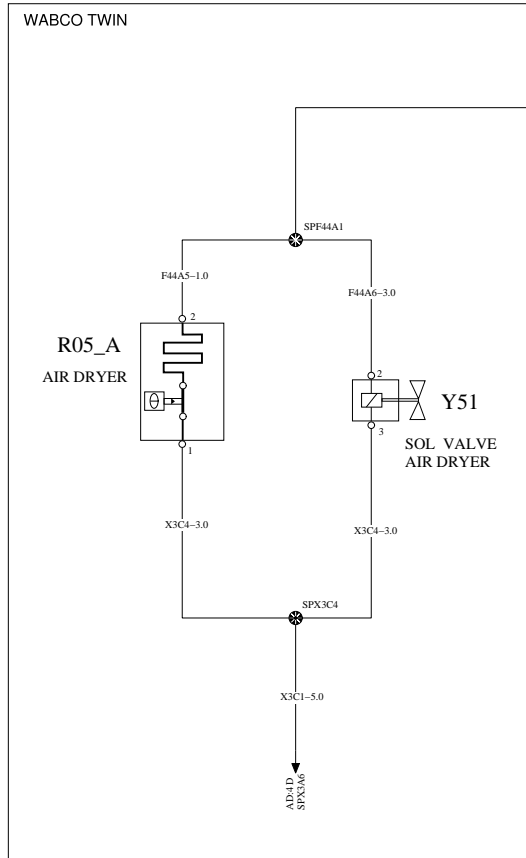 WABCO TWIN
SPF44A1
F44A5–1.0
F44A6–3.0
2
R05_A
AIR DRYER
1
2
Y51
3
SOL VALVE
AIR DRYER
X3C4–3.0
X3C4–3.0
SPX3C4
X3C1–5.0
AD:4 D
SPX3A6